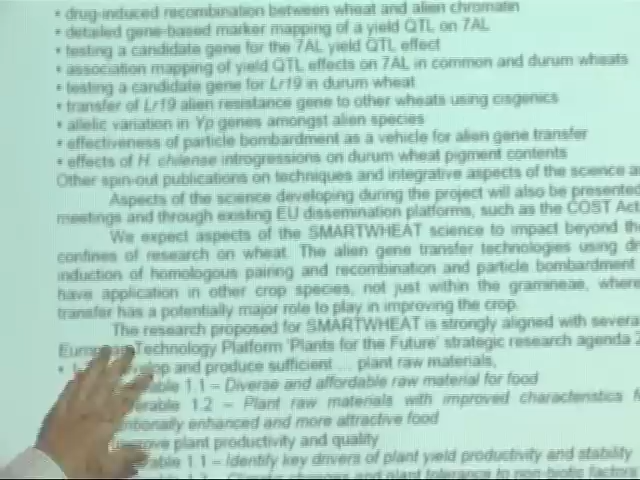 • drug-induced recombination between wheat and alien chromatin
• detailed gene-based marker mapping of a yield QTL on 7AL
• testing a candidate gene for the 7AL yield QTL effect
• association mapping of yield QTL effects on 7AL in common and durum wheats
• testing a candidate gene for Lr19 in durum wheat
• transfer of Lr19 alien resistance gene to other wheats using cisgenics
• allelic variation in Yp genes amongst alien species
• effectiveness of particle bombardment as a vehicle for alien gene transfer
• effects of H. chilense introgressions on durum wheat pigment contents
Other spin-out publications on techniques and integrative aspects of the science
Aspects of the science developing during the project will also be presented
meetings and through existing EU dissemination platforms, such as the COST Act
We expect aspects of the SMARTWHEAT science to impact beyond the
confines of research on wheat. The alien gene transfer technologies using
induction of homologous pairing and recombination and particle bombardment
have application in other crop species, not just within the gramineae, where
transfer has a potentially major role to play in improving the crop.
The research proposed for SMARTWHEAT is strongly aligned with
Technology Platform 'Plants for the Future' strategic research agenda
and produce sufficient ... plant raw materials,
1.1 – Diverse and affordable raw material for food
1.2 – Plant raw materials with improved characteristics
enhanced and more attractive food
plant productivity and quality
1.1 – Identify key drivers of plant yield productivity and stability
changes and plant tolerance to non-biotic factors